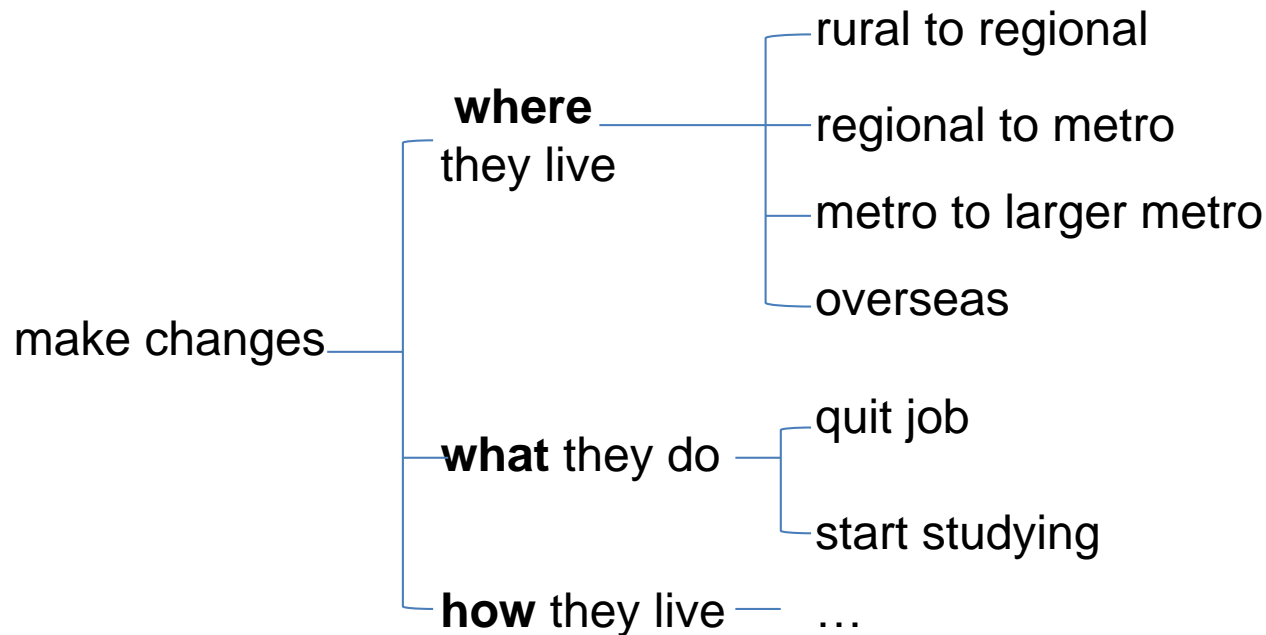 make changes
where
they live
rural to regional
regional to metro
metro to larger metro
overseas
what they do
quit job
start studying
how they live
…